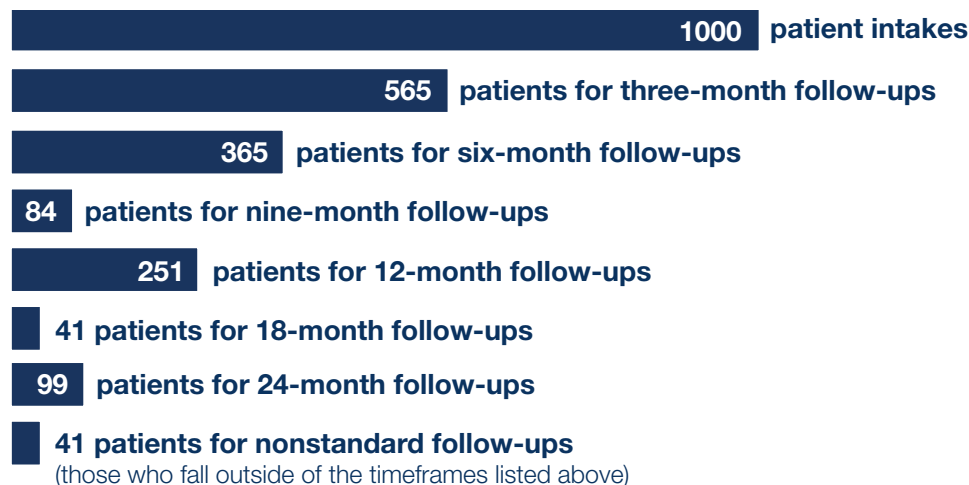 1000 patient intakes
565 patients for three-month follow-ups
365 patients for six-month follow-ups
84 patients for nine-month follow-ups
251 patients for 12-month follow-ups
41 patients for 18-month follow-ups
99 patients for 24-month follow-ups
41 patients for nonstandard follow-ups
(those who fall outside of the timeframes listed above)